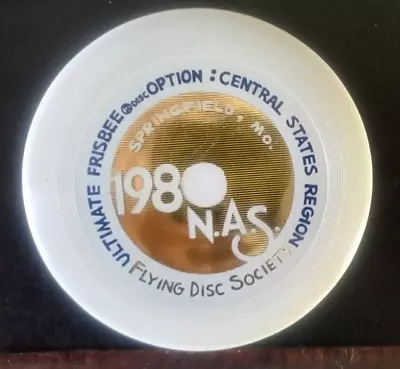 ULTIMATE FRISBEE® DISC OPTION : CENTRAL STATES REGION
SPRINGFIELD, MO.
1980
N.A.S.
FLYING DISC SOCIETY